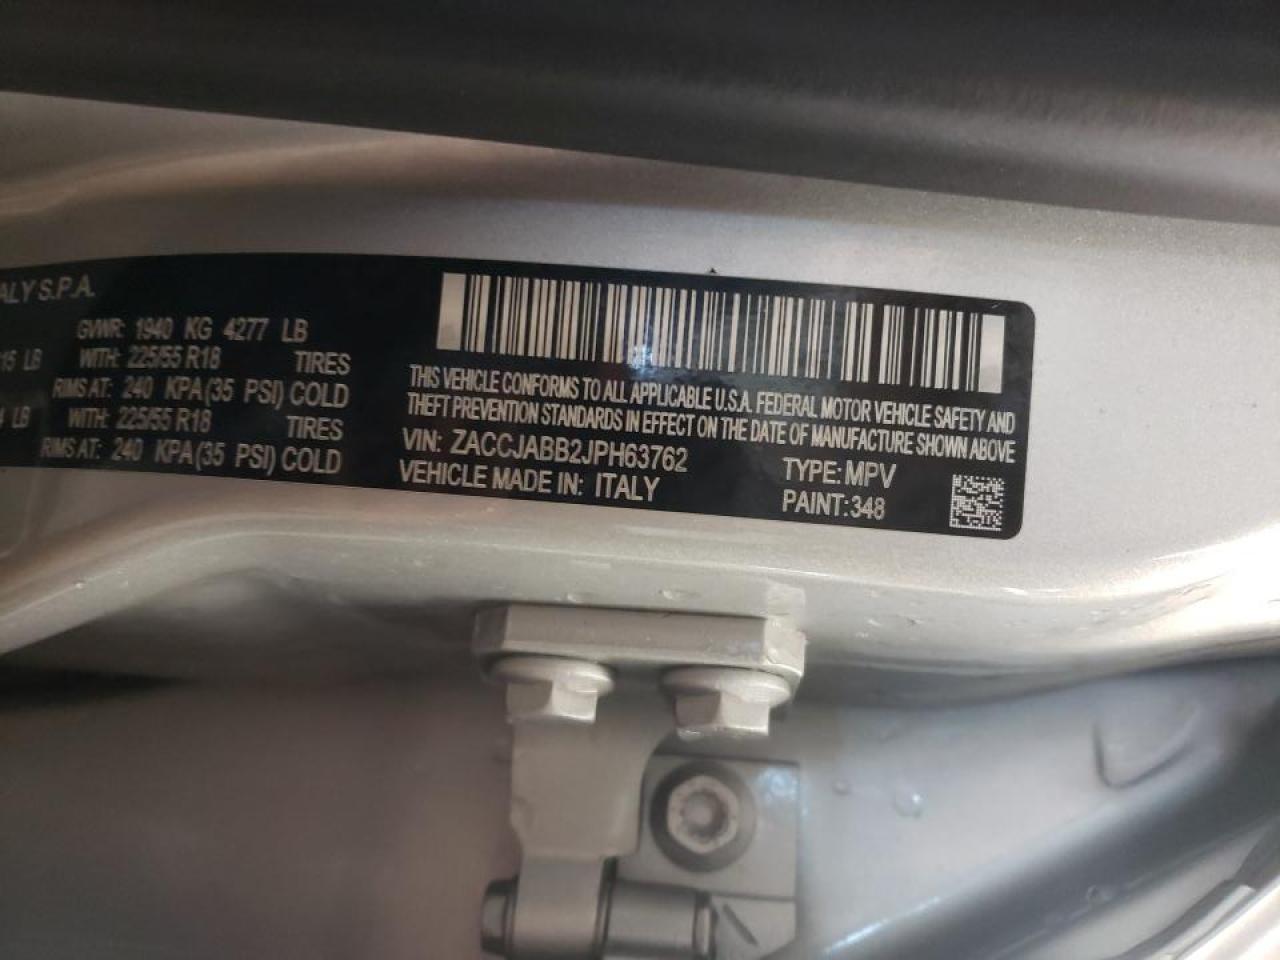 ALY S.P.A.
GVWR: 1940 KG 4277 LB
15 LB WITH: 225/55 R18 TIRES
RIMS AT: 240 KPA(35 PSI) COLD
LB WITH: 225/55 R18 TIRES
RIMS AT: 240 KPA(35 PSI) COLD
THIS VEHICLE CONFORMS TO ALL APPLICABLE U.S.A. FEDERAL MOTOR VEHICLE SAFETY AND
THEFT PREVENTION STANDARDS IN EFFECT ON THE DATE OF MANUFACTURE SHOWN ABOVE
VIN: ZACCJABB2JPH63762 TYPE: MPV
VEHICLE MADE IN: ITALY PAINT: 348